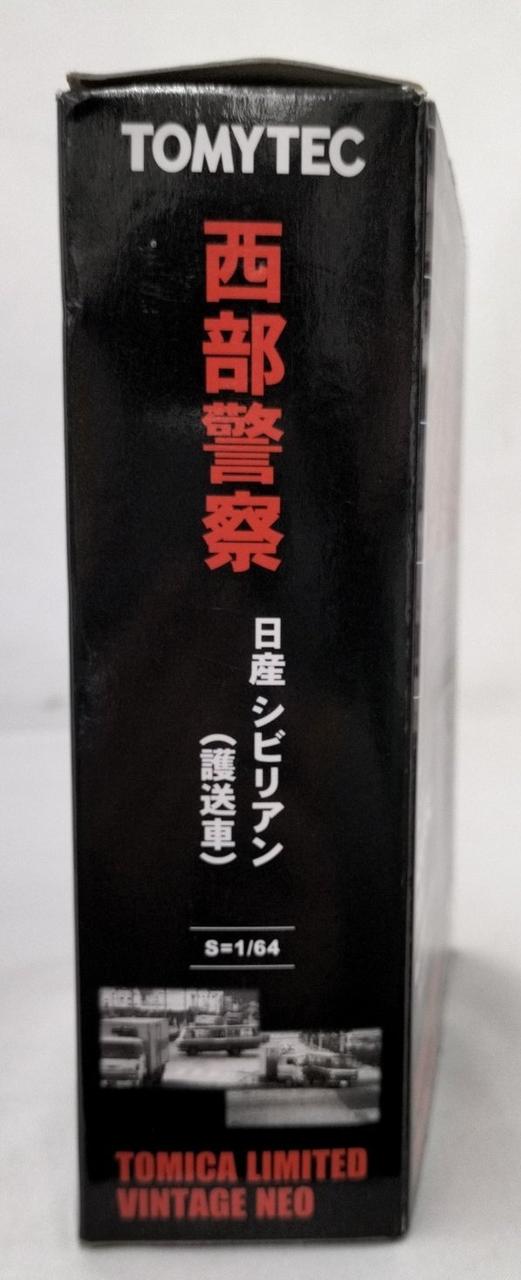 TOMYTEC
西部警察
日産 シビリアン
(護送車)
S=1/64
TOMICA LIMITED
VINTAGE NEO